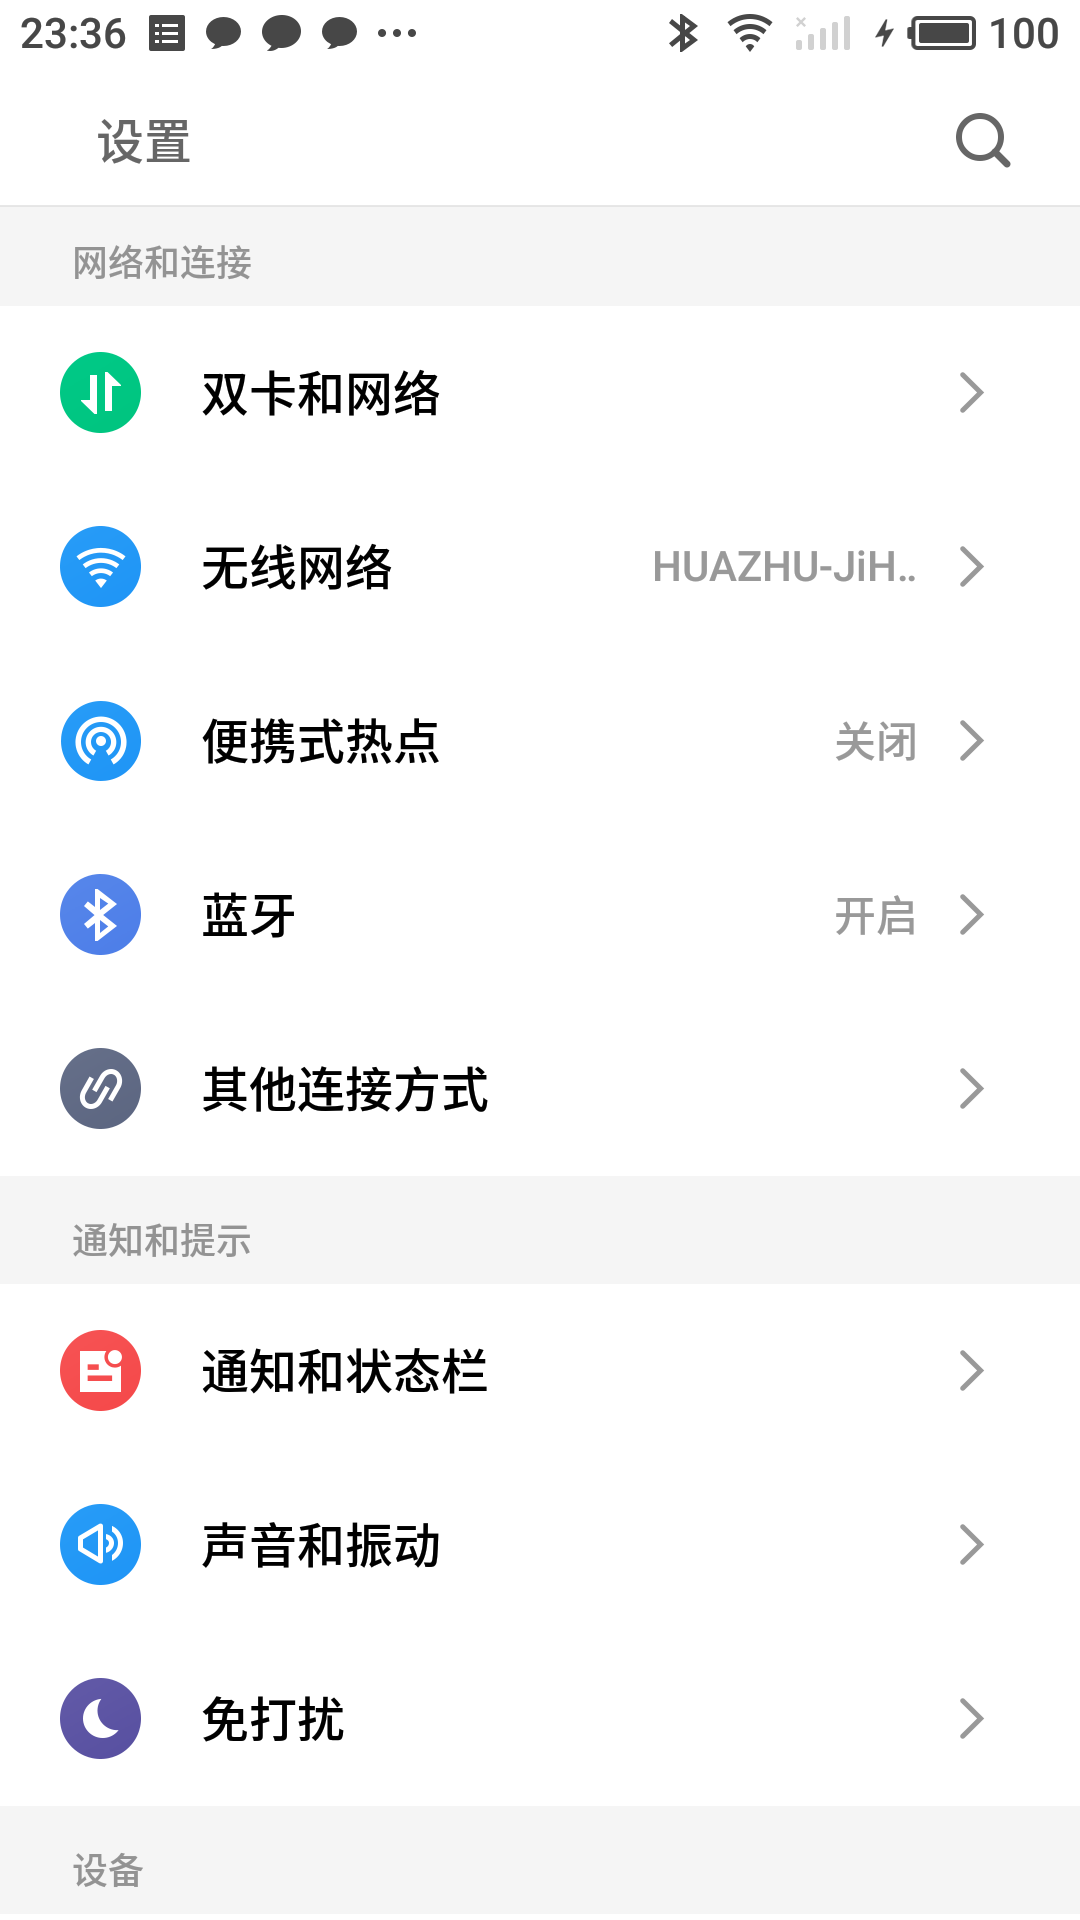 23:36 100
设置
网络和连接
双卡和网络
无线网络 HUAZHU-JiH..
便携式热点 关闭
蓝牙 开启
其他连接方式
通知和提示
通知和状态栏
声音和振动
免打扰
设备